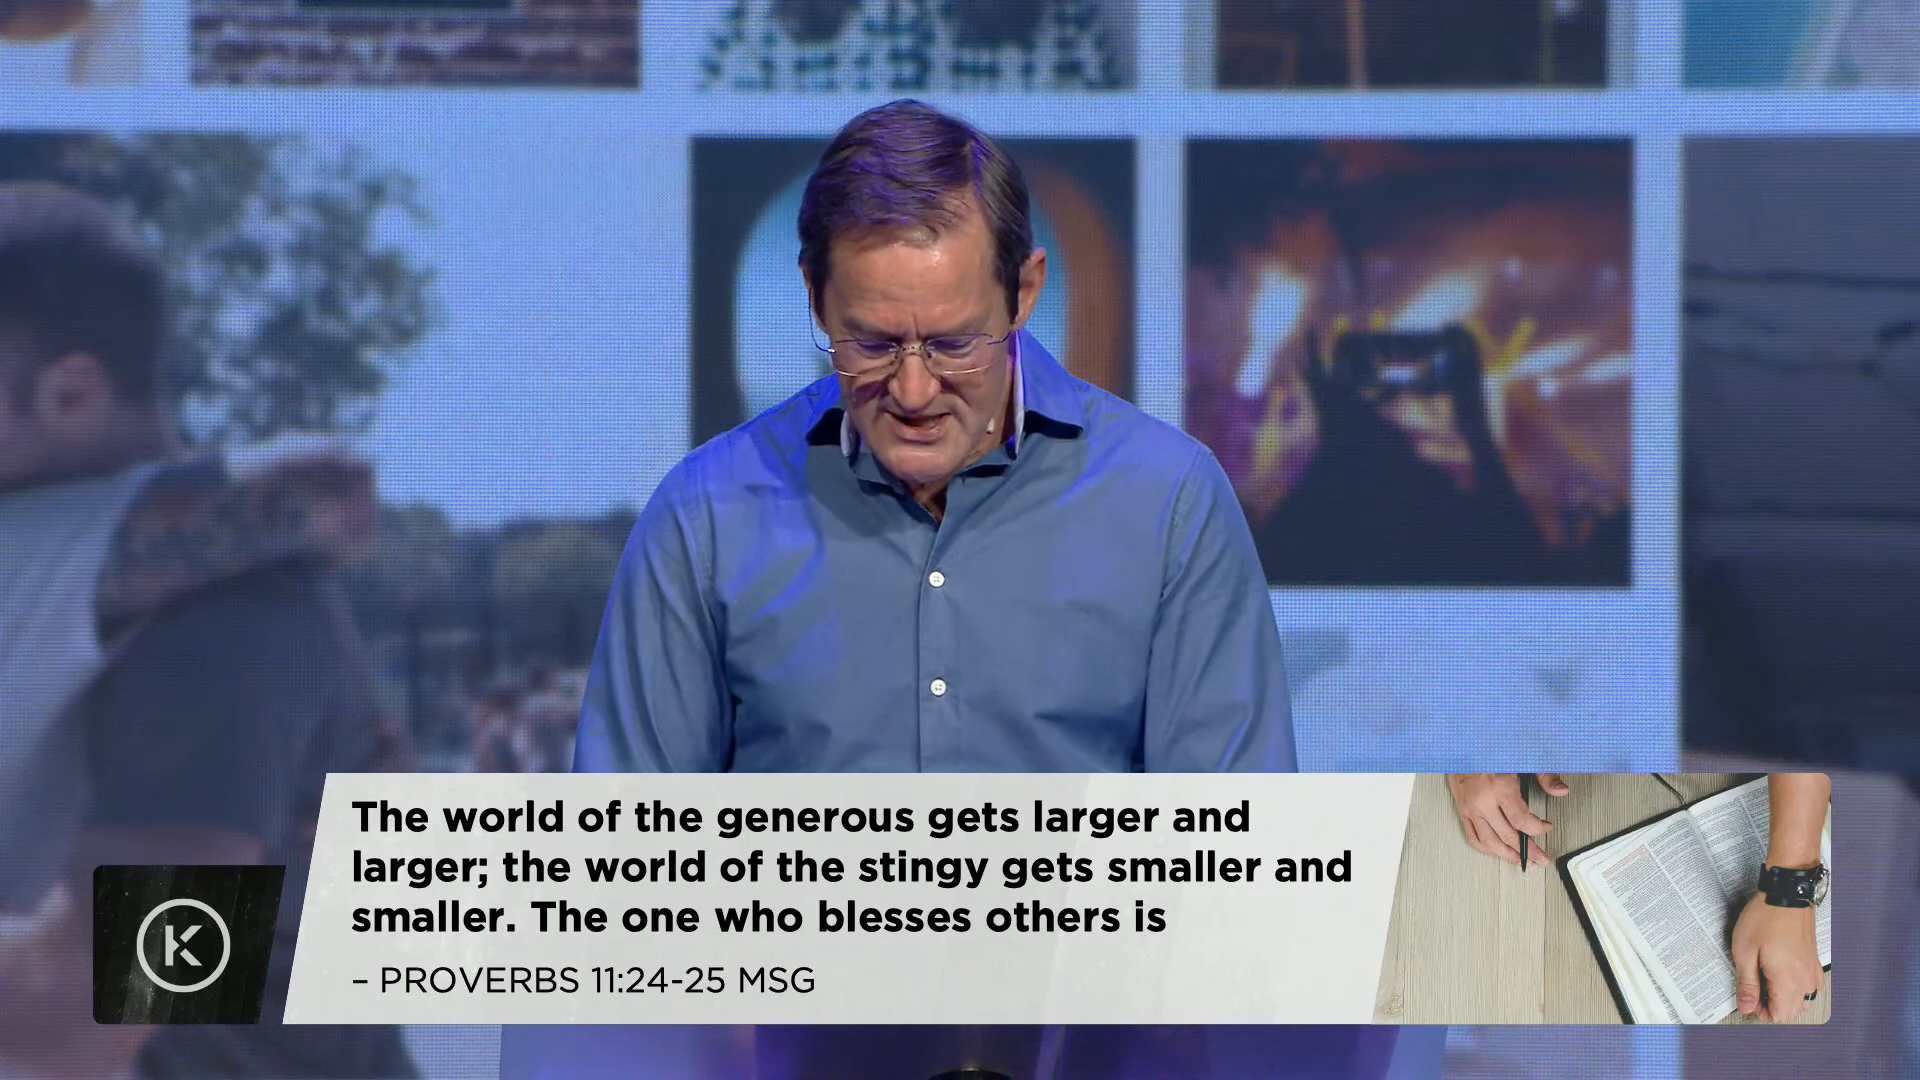 The world of the generous gets larger and
larger; the world of the stingy gets smaller and
smaller. The one who blesses others is
– PROVERBS 11:24-25 MSG
K